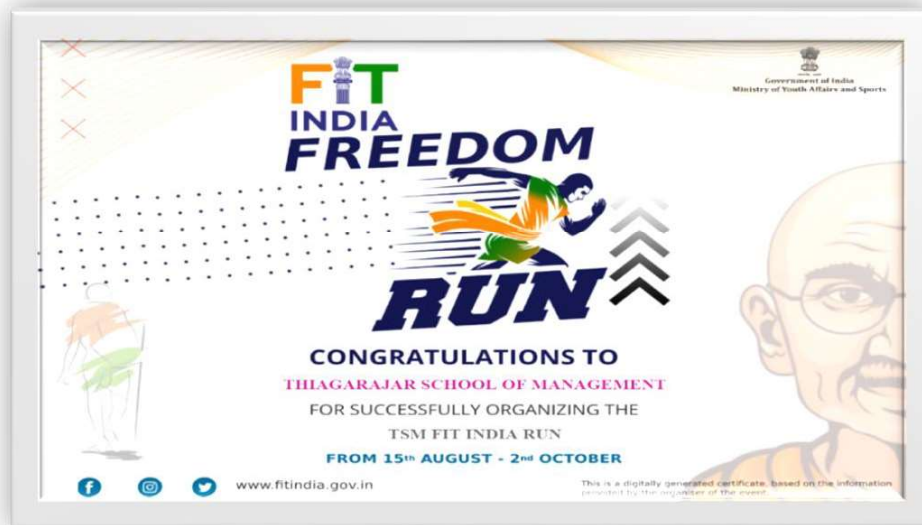 Government of India
Ministry of Youth Affairs and Sports
FIT
INDIA
FREEDOM
RUN
CONGRATULATIONS TO
THIAGARAJAR SCHOOL OF MANAGEMENT
FOR SUCCESSFULLY ORGANIZING THE
TSM FIT INDIA RUN
FROM 15th AUGUST - 2nd OCTOBER
www.fitindia.gov.in
This is a digitally generated certificate, based on the information
provided by the organiser of the event.